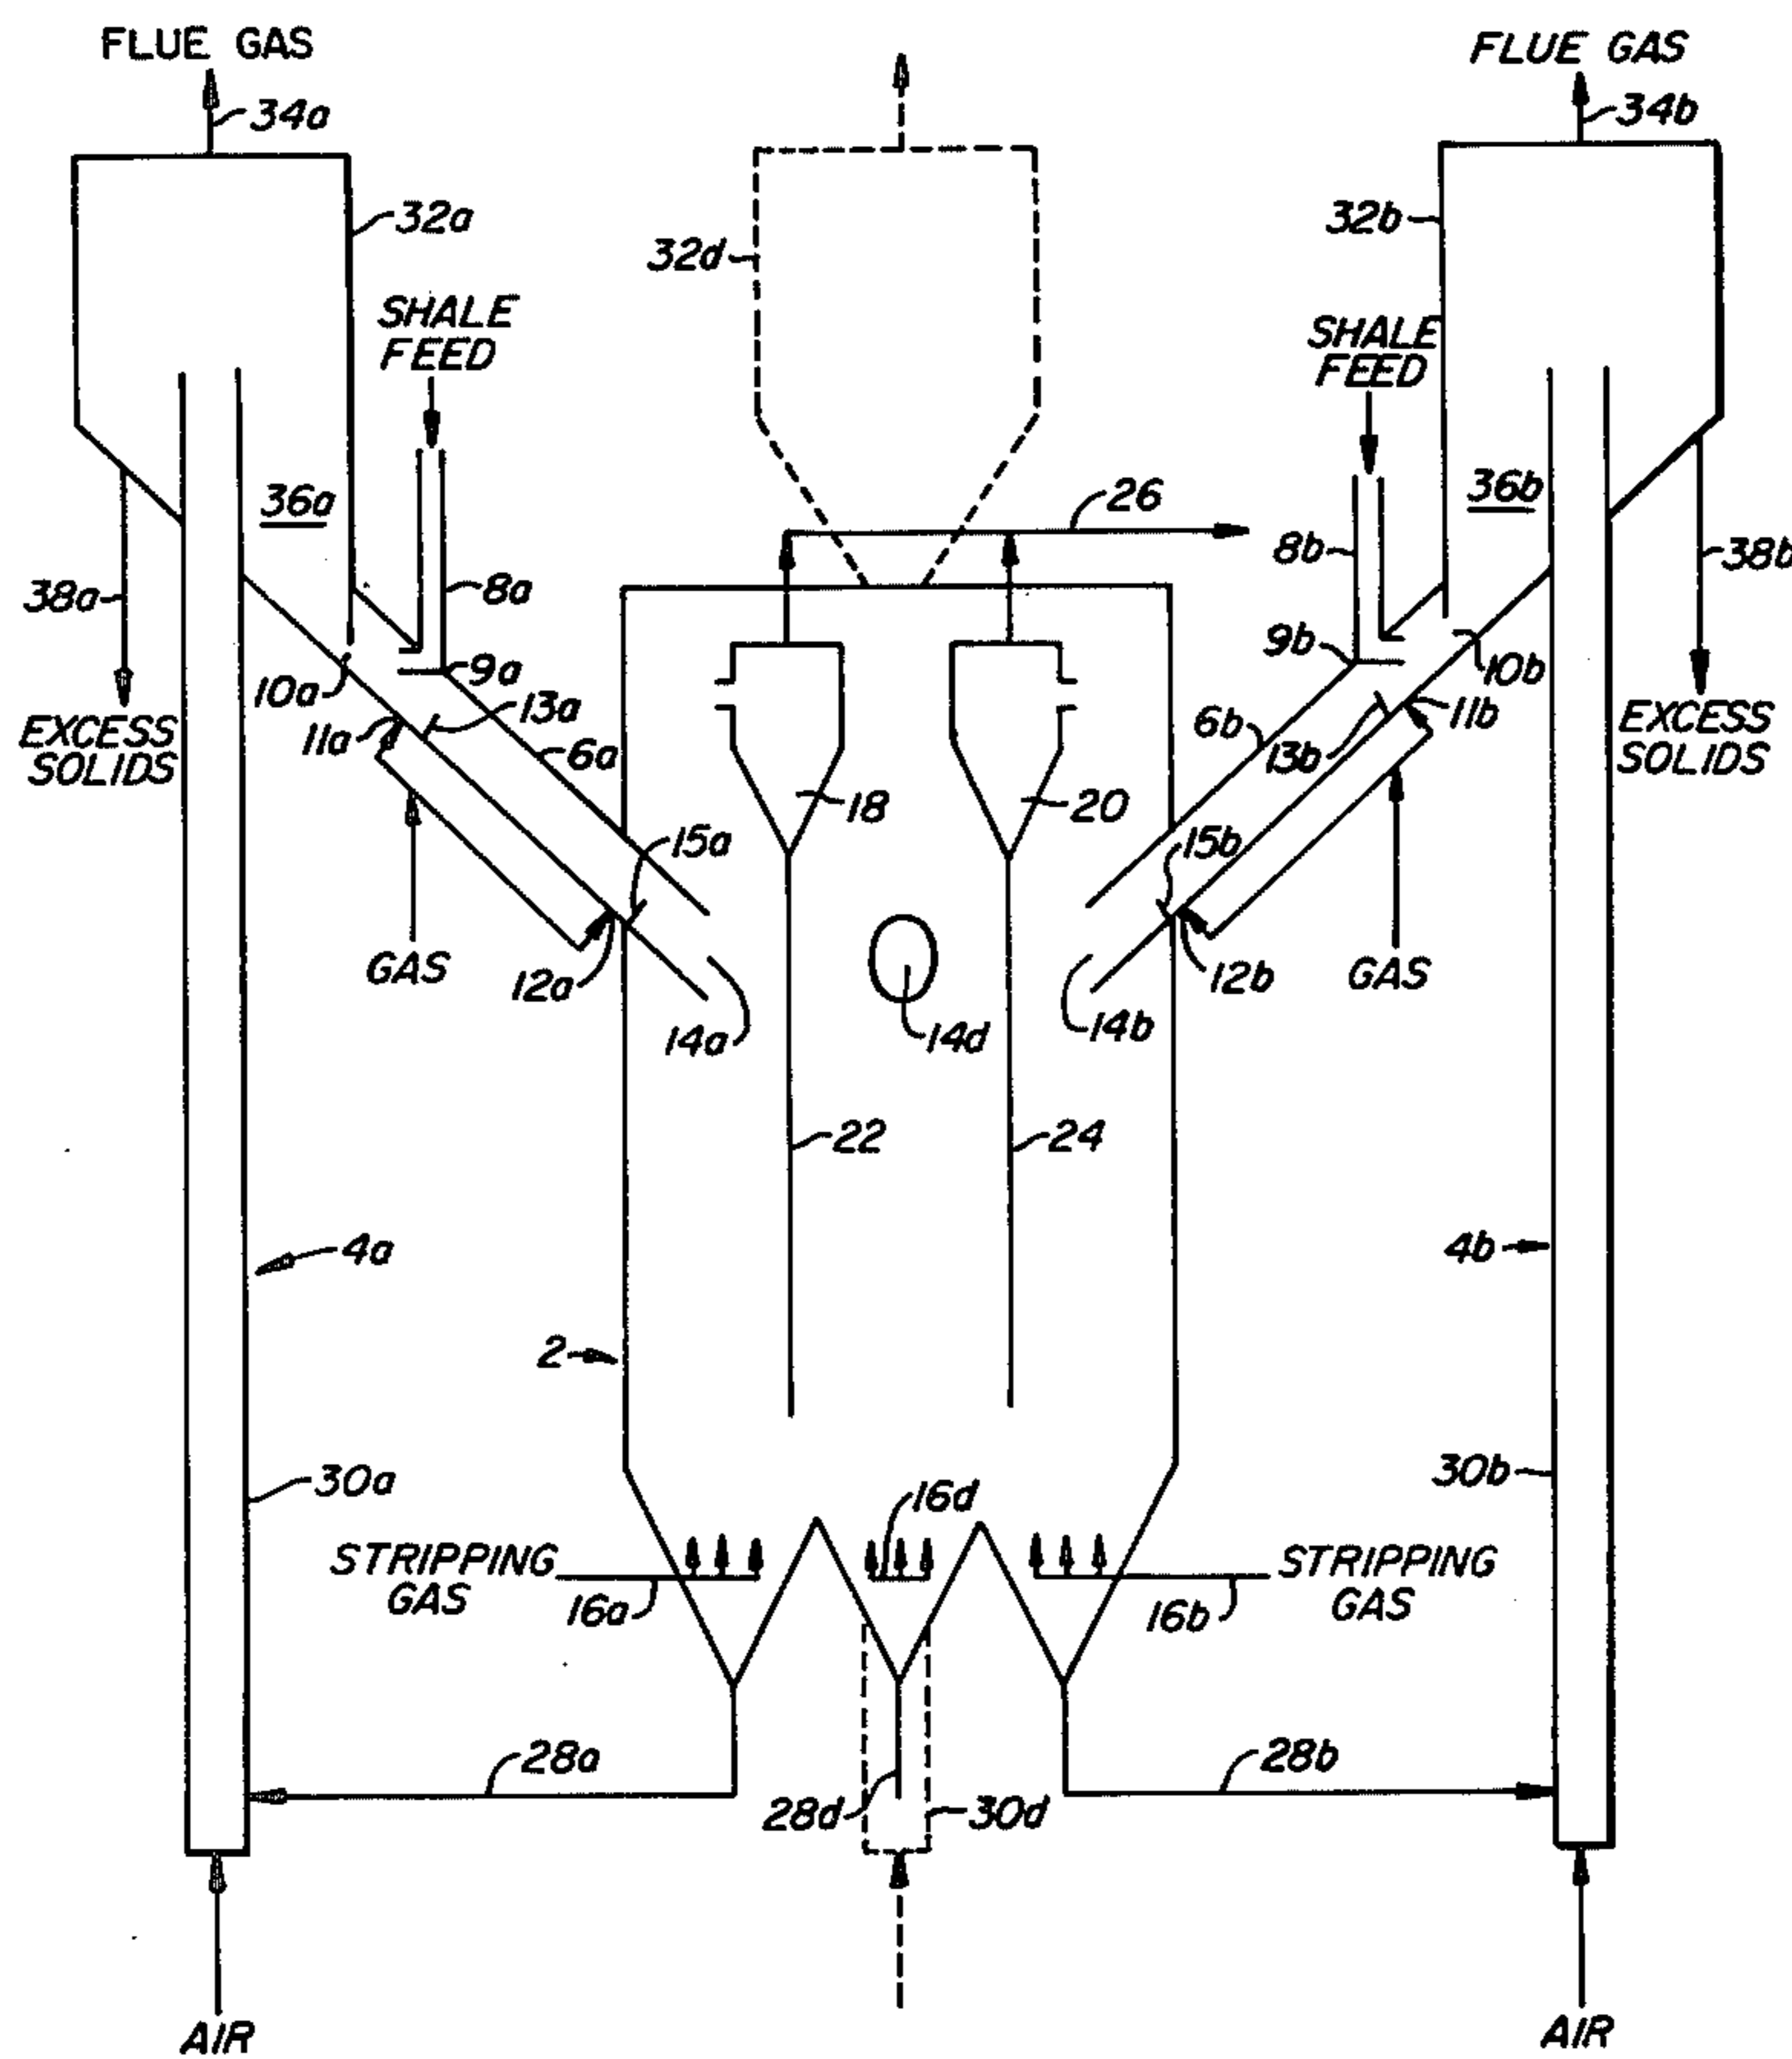 FLUE GAS
FLUE GAS
34a
34b
32a
32b
32d
SHALE
FEED
SHALE
FEED
36a
26
36b
8b
38a
8a
38b
9a
9b
10a
10b
13a
11a
11b
6b
EXCESS
SOLIDS
6a
13b
EXCESS
SOLIDS
18
20
15a
15b
GAS
12a
12b
GAS
14a
14d
14b
22
24
4a
4b
2
30a
30b
16d
STRIPPING
GAS
STRIPPING
GAS
16a
16b
28a
28b
28d
30d
AIR
AIR